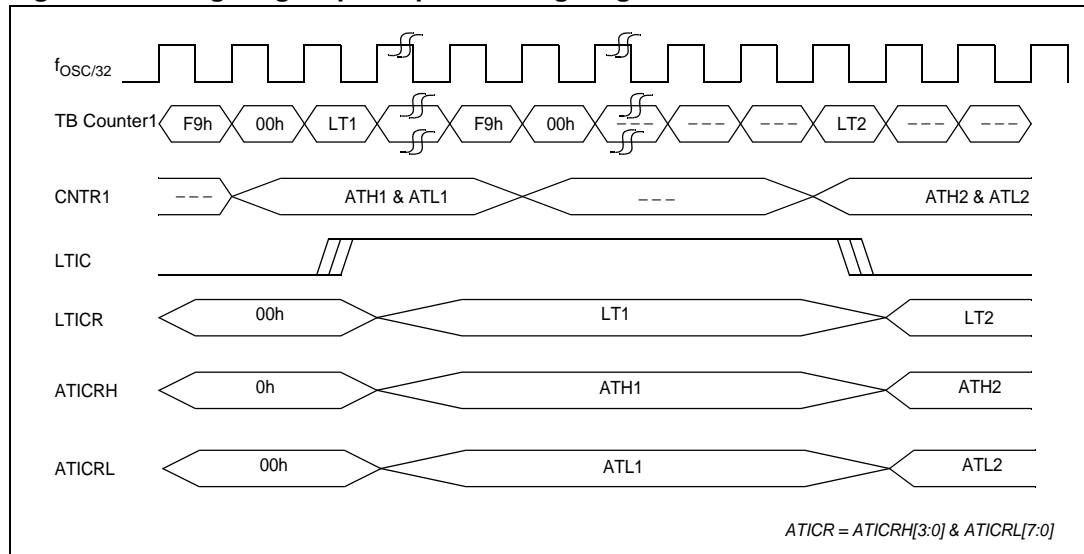 fOSC/32
TB Counter1 F9h 00h LT1 F9h 00h --- --- --- LT2 --- ---
CNTR1 --- ATH1 & ATL1 --- ATH2 & ATL2
LTIC
LTICR 00h LT1 LT2
ATICRH 0h ATH1 ATH2
ATICRL 00h ATL1 ATL2
ATICR = ATICRH[3:0] & ATICRL[7:0]